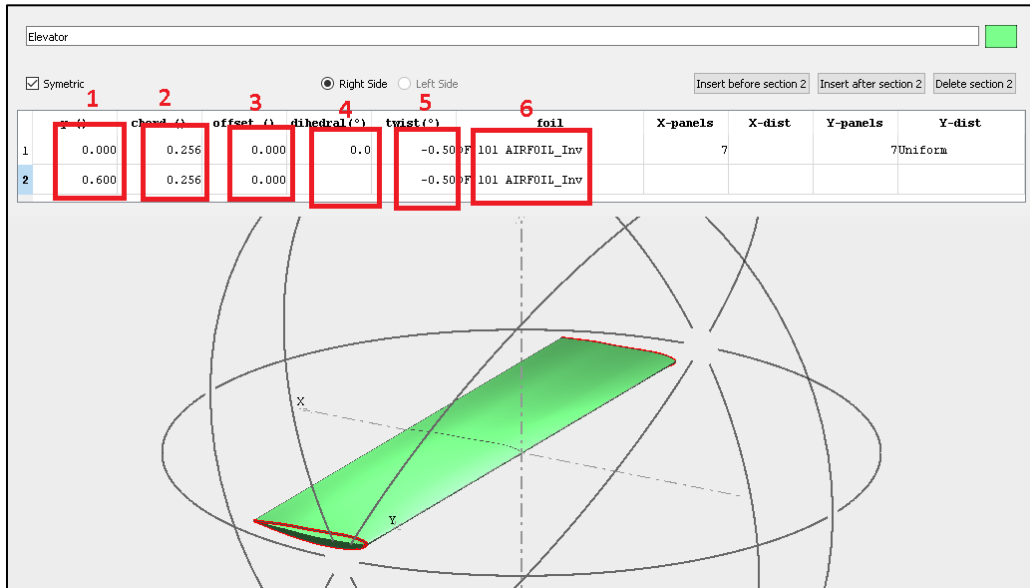 Elevator
Symetric Right Side Left Side Insert before section 2 Insert after section 2 Delete section 2
1 2 3 4 5 6
y () chord () offset () dihedral(°) twist(°) foil X-panels X-dist Y-panels Y-dist
1 0.000 0.256 0.000 0.0 -0.50 101 AIRFOIL_Inv 7 7 Uniform
2 0.600 0.256 0.000 -0.50 101 AIRFOIL_Inv
X
Y